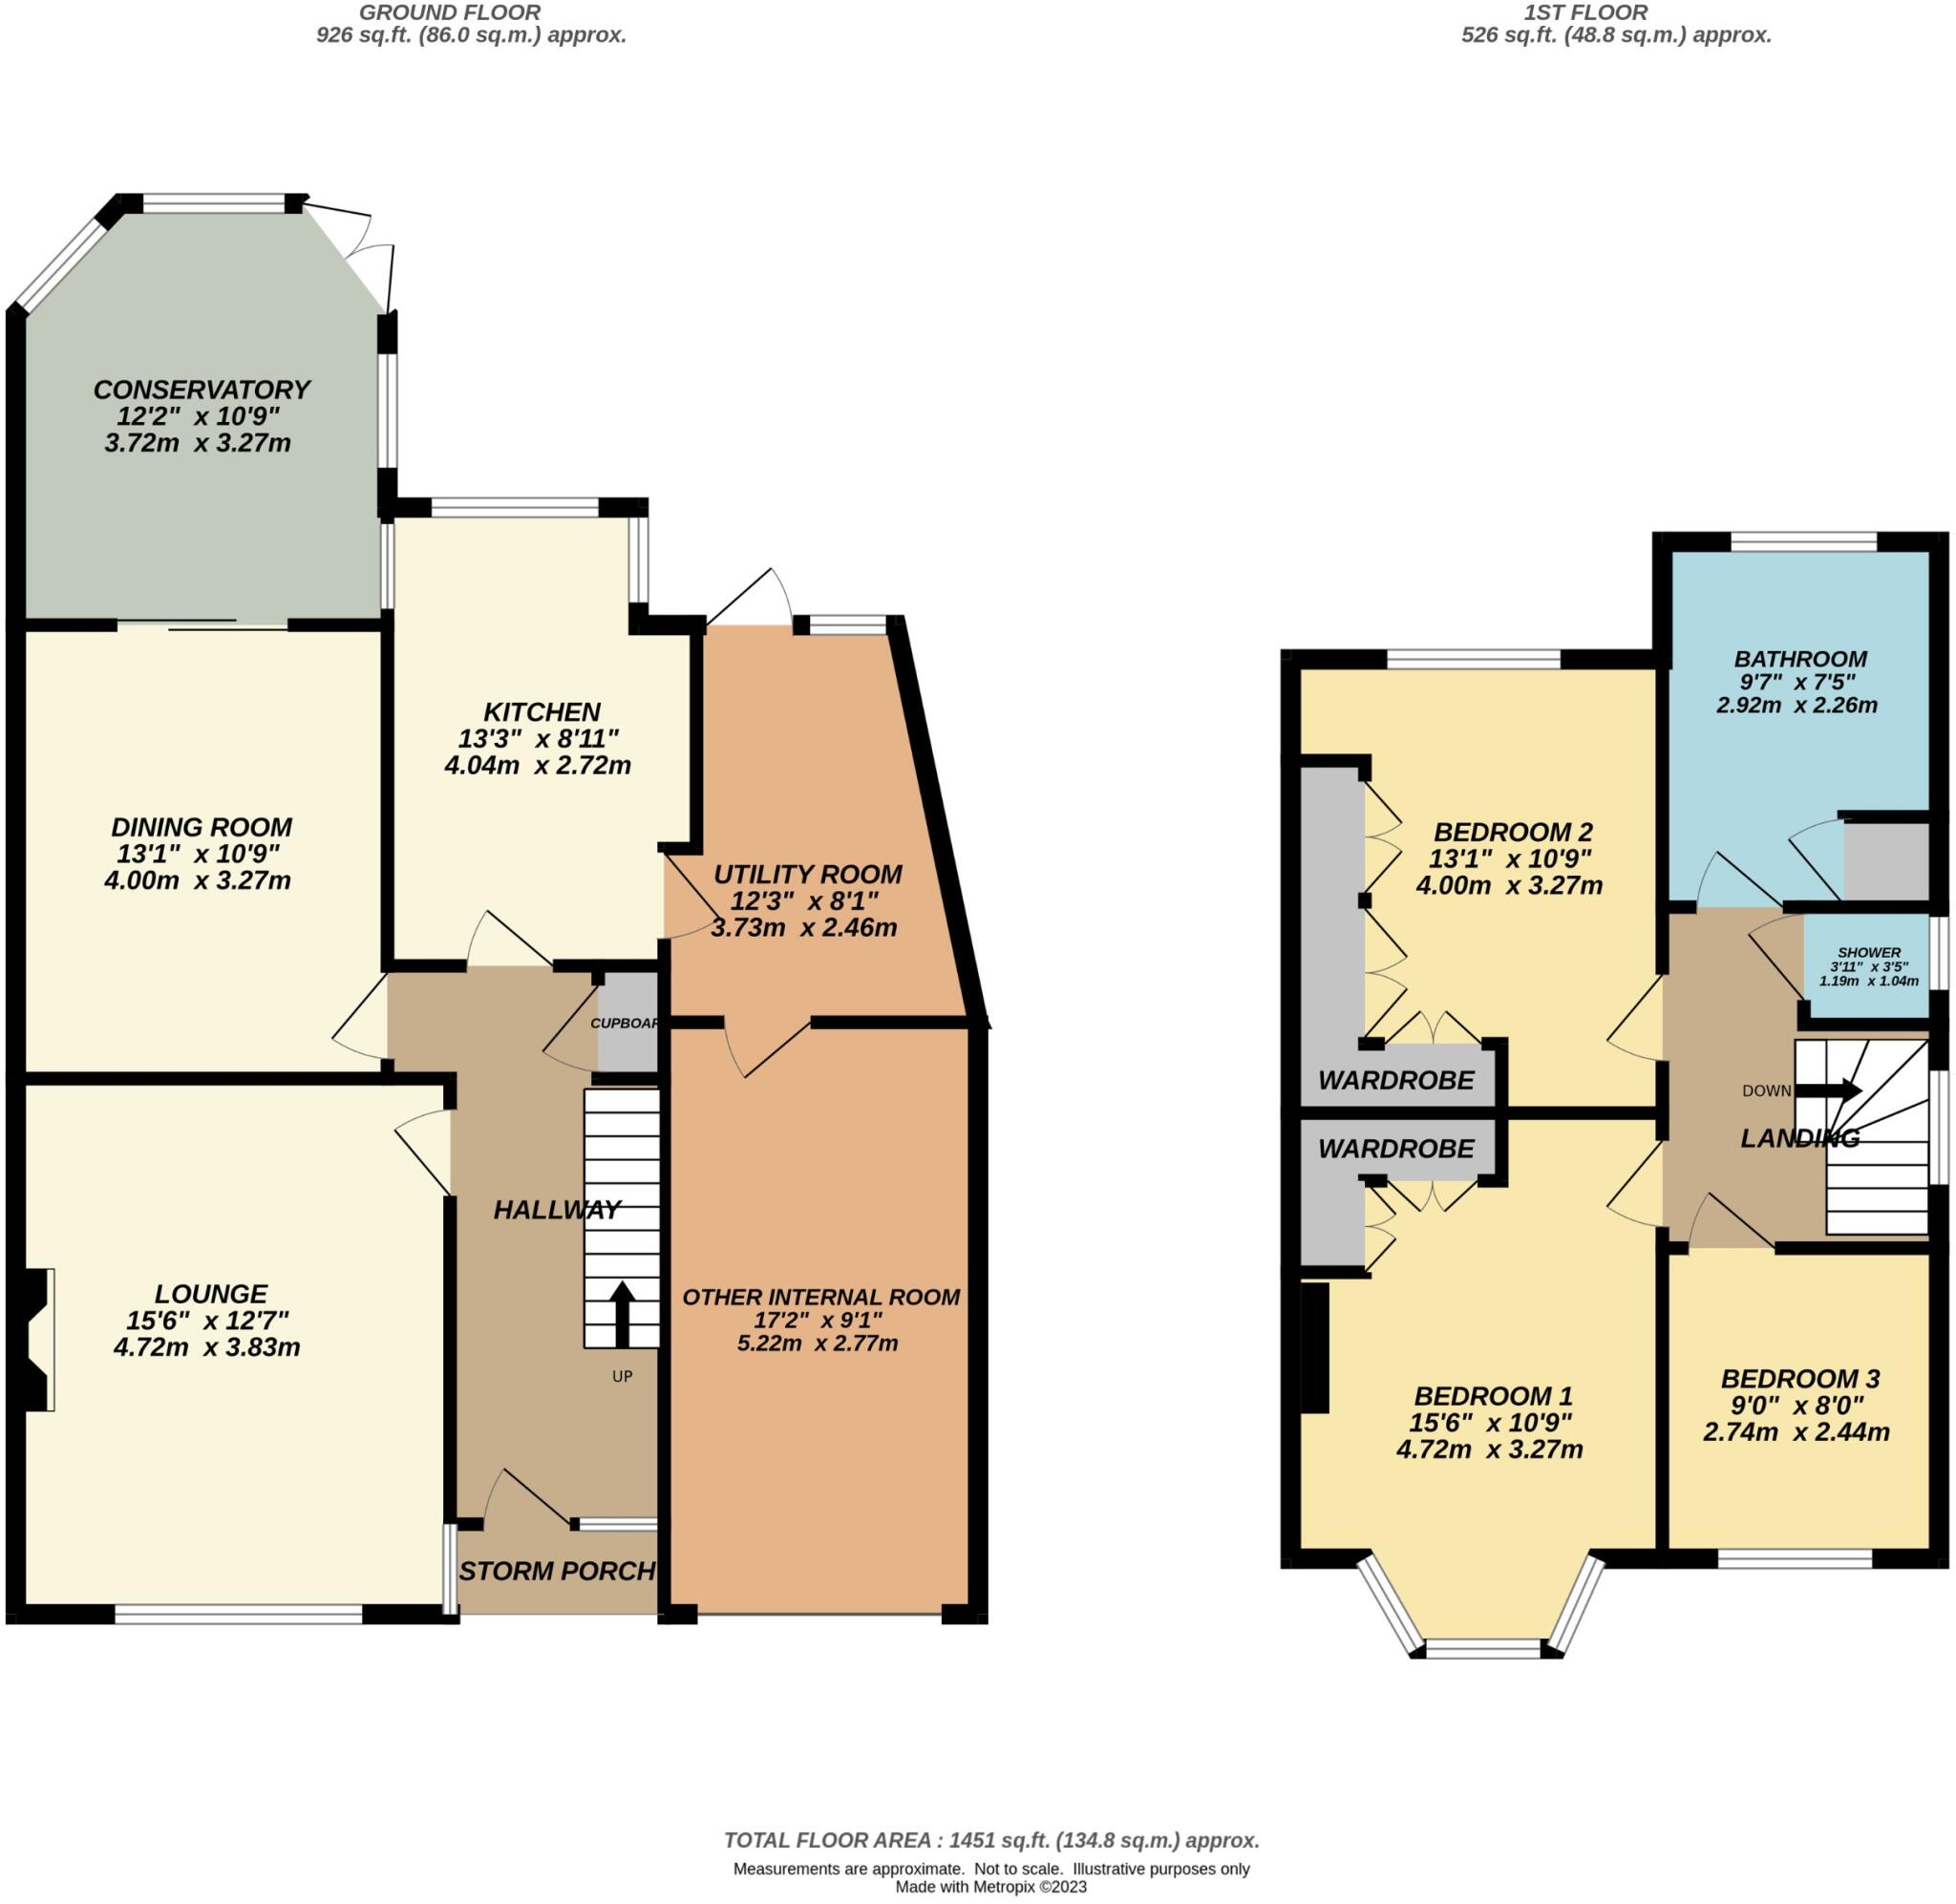 GROUND FLOOR
926 sq.ft. (86.0 sq.m.) approx.
1ST FLOOR
526 sq.ft. (48.8 sq.m.) approx.
CONSERVATORY
12'2" x 10'9"
3.72m x 3.27m
KITCHEN
13'3" x 8'11"
4.04m x 2.72m
DINING ROOM
13'1" x 10'9"
4.00m x 3.27m
UTILITY ROOM
12'3" x 8'1"
3.73m x 2.46m
CUPBOAR
HALLWAY
LOUNGE
15'6" x 12'7"
4.72m x 3.83m
UP
OTHER INTERNAL ROOM
17'2" x 9'1"
5.22m x 2.77m
STORM PORCH
BATHROOM
9'7" x 7'5"
2.92m x 2.26m
BEDROOM 2
13'1" x 10'9"
4.00m x 3.27m
SHOWER
3'11" x 3'5"
1.19m x 1.04m
WARDROBE
DOWN
LANDING
WARDROBE
BEDROOM 1
15'6" x 10'9"
4.72m x 3.27m
BEDROOM 3
9'0" x 8'0"
2.74m x 2.44m
TOTAL FLOOR AREA : 1451 sq.ft. (134.8 sq.m.) approx.
Measurements are approximate. Not to scale. Illustrative purposes only
Made with Metropix ©2023